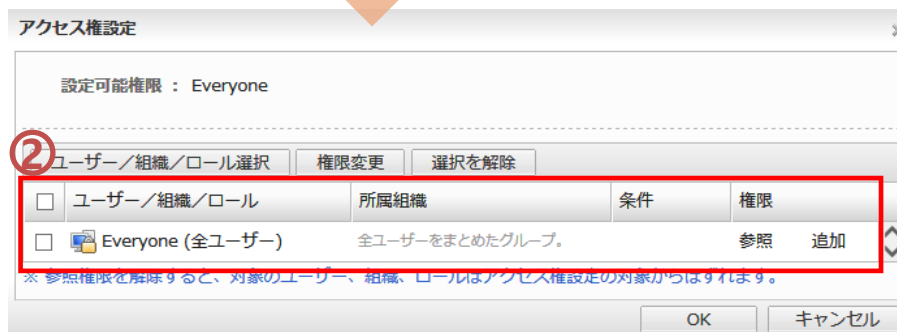 アクセス権設定
設定可能権限 : Everyone
②
ユーザー/組織/ロール選択 権限変更 選択を解除
ユーザー/組織/ロール 所属組織 条件 権限
Everyone (全ユーザー) 全ユーザーをまとめたグループ。 参照 追加
※ 参照権限を解除すると、対象のユーザー、組織、ロールはアクセス権設定の対象からはずれます。
OK キャンセル